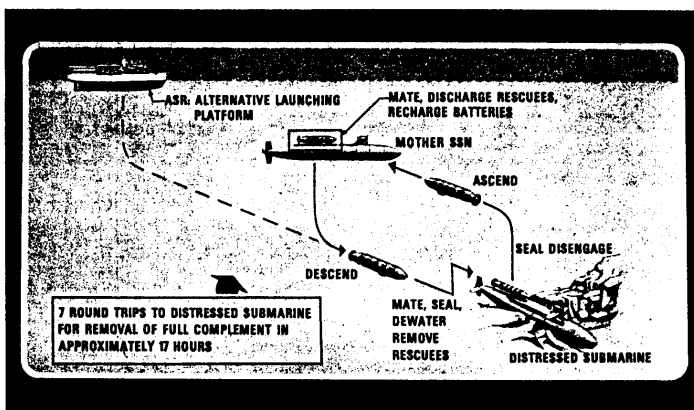 ASR: ALTERNATIVE LAUNCHING
PLATFORM
MATE, DISCHARGE RESCUEES,
RECHARGE BATTERIES
MOTHER SSN
ASCEND
SEAL DISENGAGE
DESCEND
MATE, SEAL,
DEWATER
REMOVE
RESCUEES
DISTRESSED SUBMARINE
7 ROUND TRIPS TO DISTRESSED SUBMARINE
FOR REMOVAL OF FULL COMPLEMENT IN
APPROXIMATELY 17 HOURS